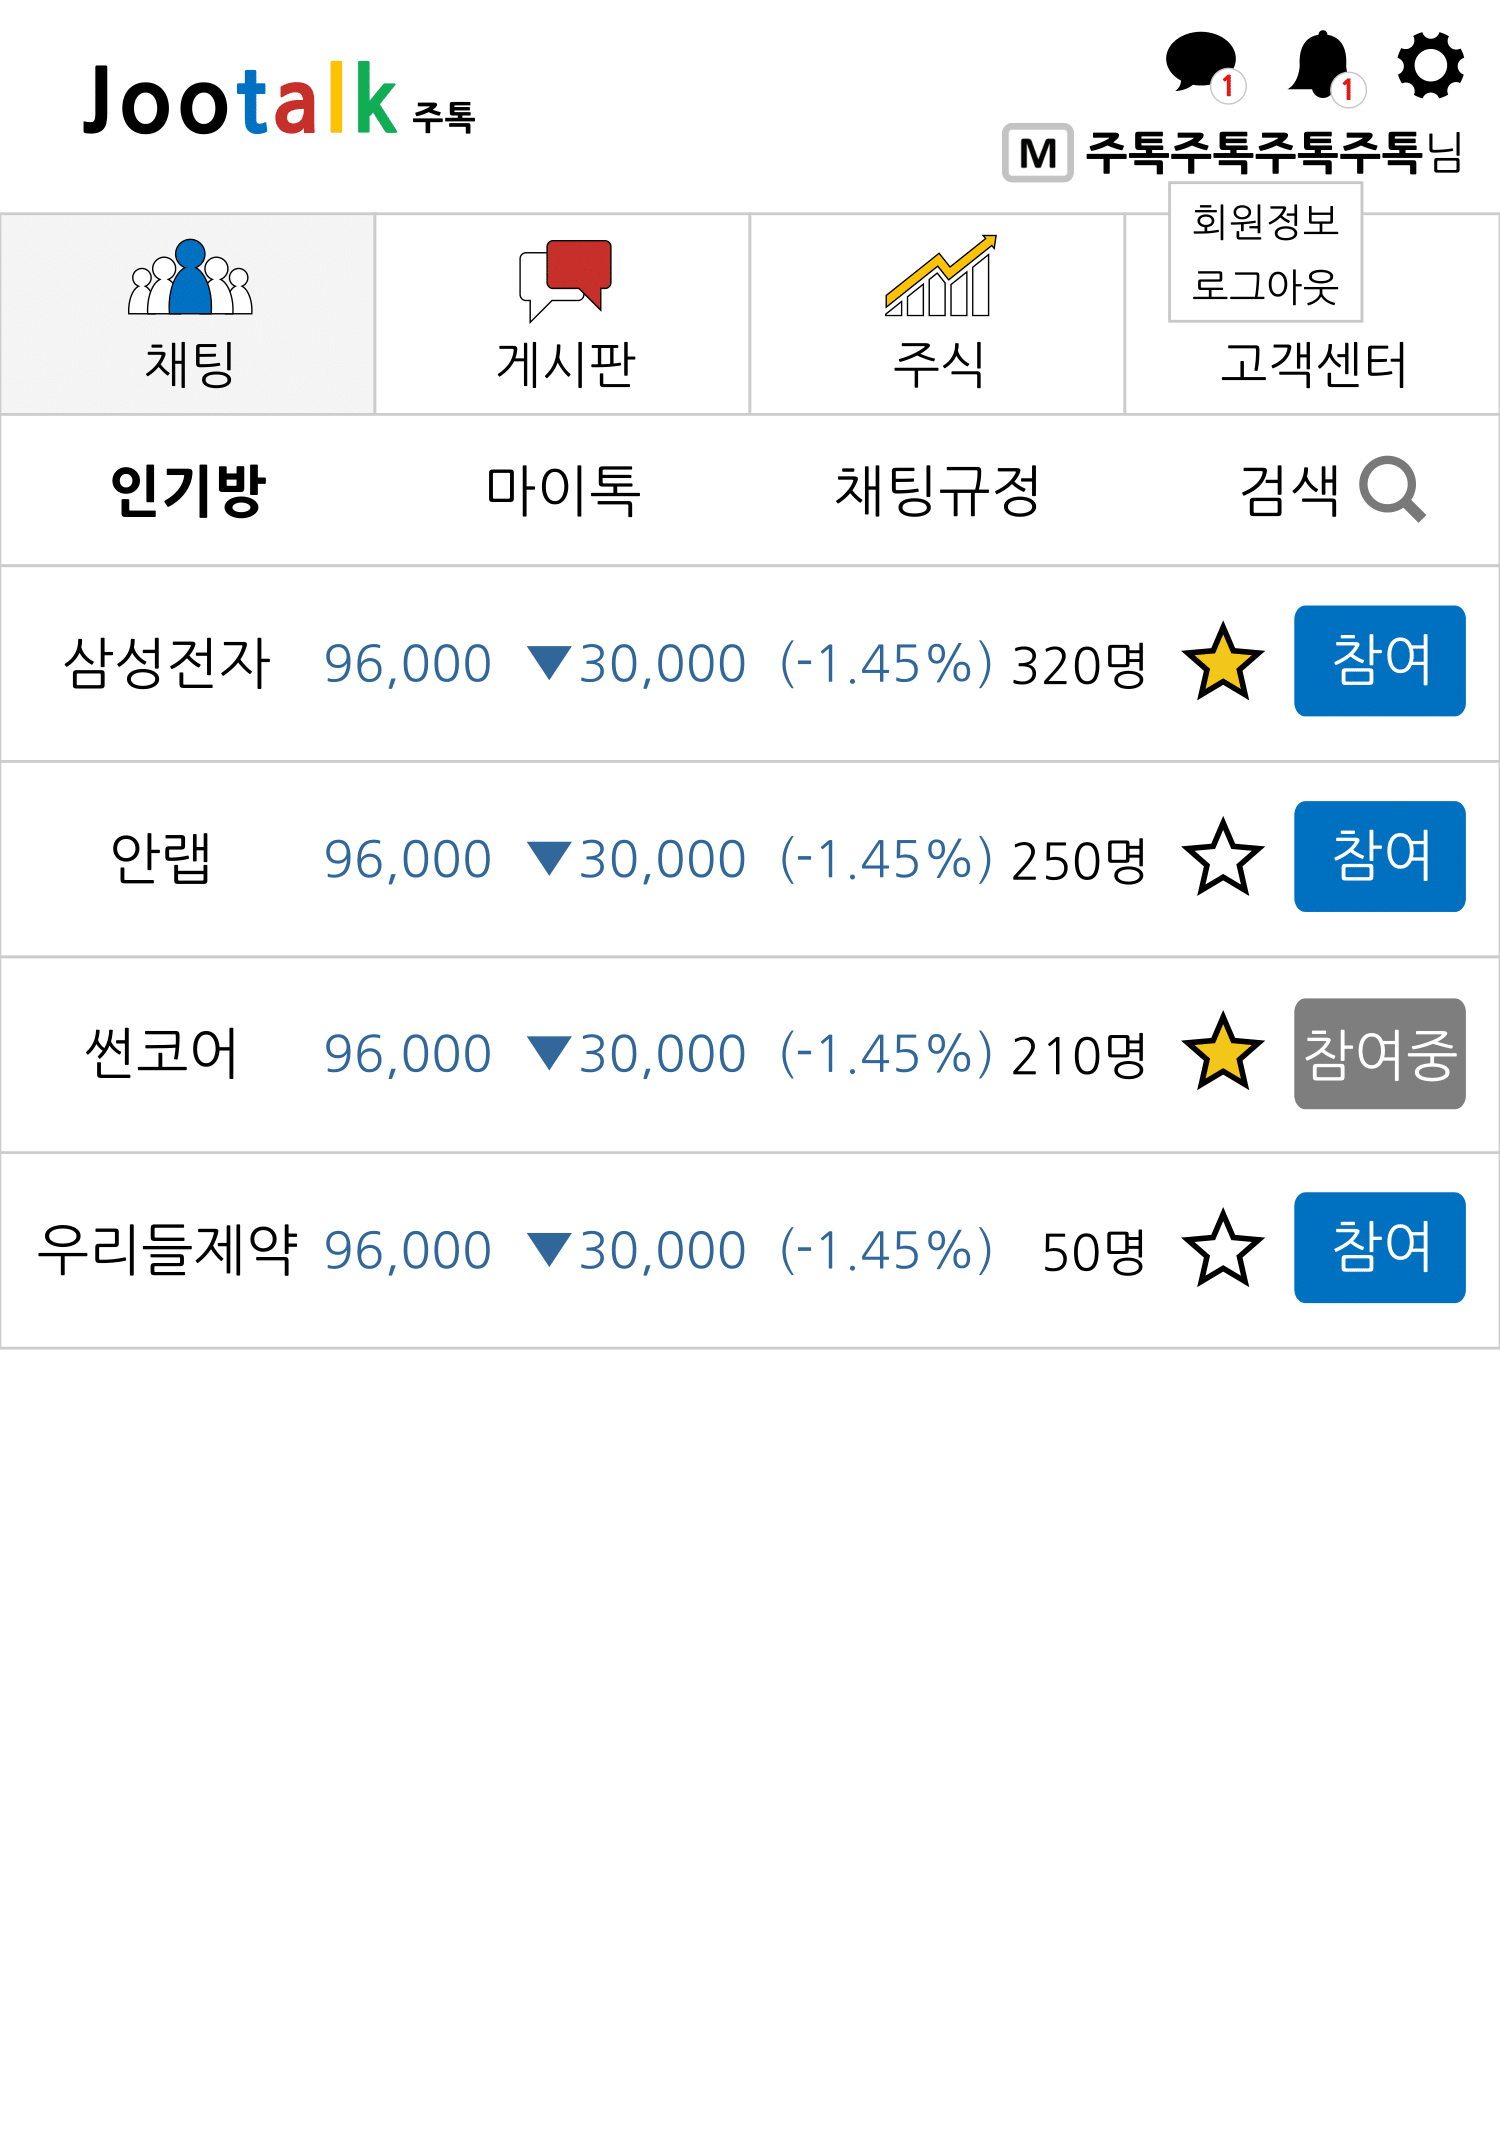 Jootalk 주톡
1
1
M 주톡주톡주톡주톡님
회원정보
로그아웃
채팅 게시판 주식 고객센터
인기방 마이톡 채팅규정 검색
삼성전자 96,000 ▼30,000 (-1.45%) 320명 참여
안랩 96,000 ▼30,000 (-1.45%) 250명 참여
썬코어 96,000 ▼30,000 (-1.45%) 210명 참여중
우리들제약 96,000 ▼30,000 (-1.45%) 50명 참여